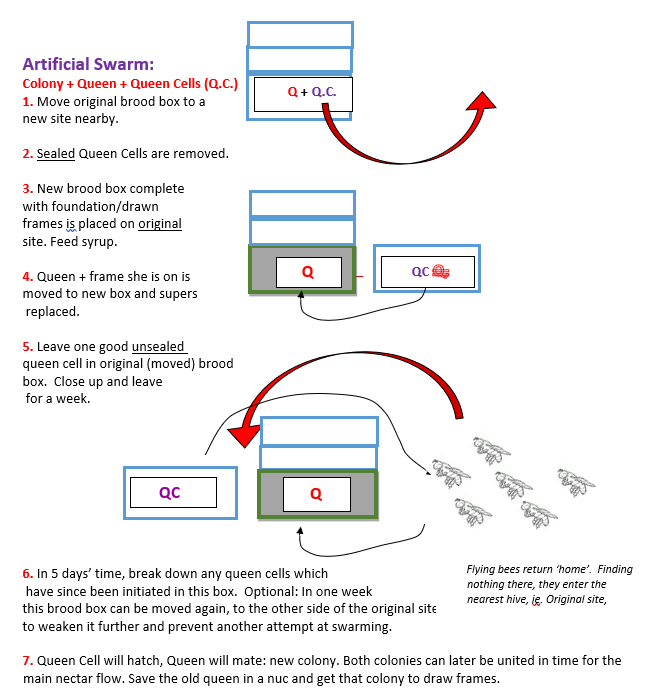 Artificial Swarm:
Colony + Queen + Queen Cells (Q.C.)
1. Move original brood box to a
new site nearby.
2. Sealed Queen Cells are removed.
3. New brood box complete
with foundation/drawn
frames is placed on original
site. Feed syrup.
4. Queen + frame she is on is
moved to new box and supers
replaced.
5. Leave one good unsealed
queen cell in original (moved) brood
box. Close up and leave
for a week.
Q + Q.C.
Q
QC
QC
Q
6. In 5 days' time, break down any queen cells which
have since been initiated in this box. Optional: In one week
this brood box can be moved again, to the other side of the original site
to weaken it further and prevent another attempt at swarming.
Flying bees return 'home'. Finding
nothing there, they enter the
nearest hive, ie. Original site,
7. Queen Cell will hatch, Queen will mate: new colony. Both colonies can later be united in time for the
main nectar flow. Save the old queen in a nuc and get that colony to draw frames.